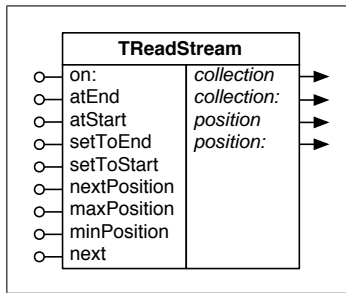 TReadStream
on: collection
atEnd collection:
atStart position
setToEnd position:
setToStart
nextPosition
maxPosition
minPosition
next